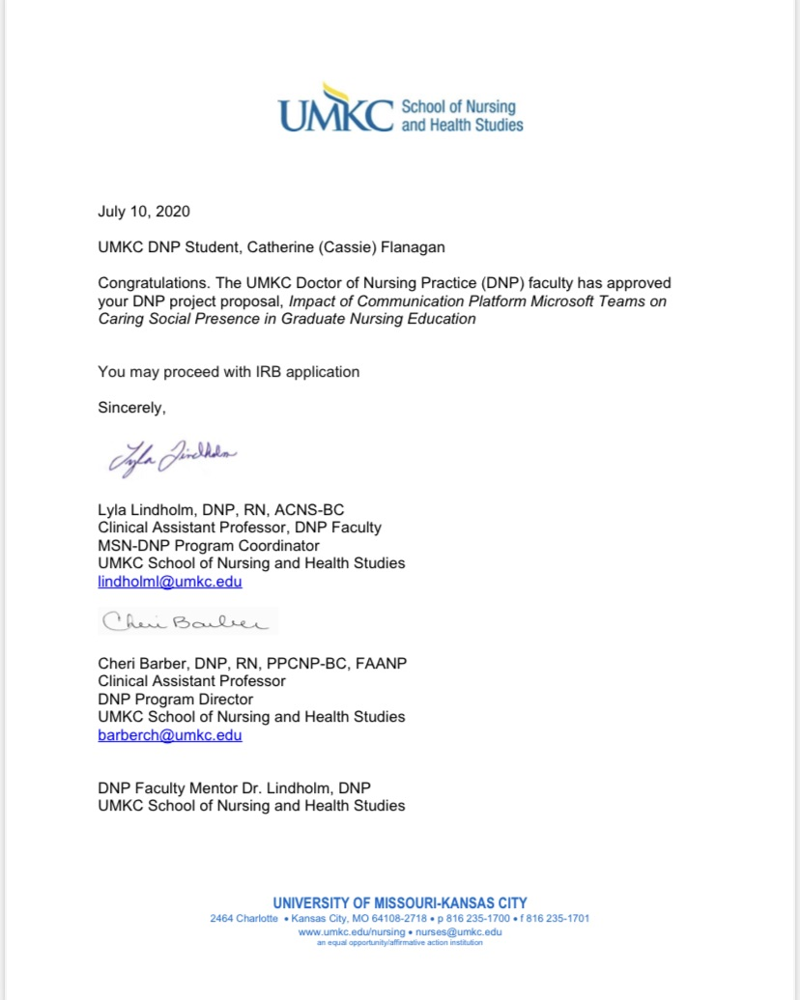 UMKC School of Nursing
and Health Studies
July 10, 2020
UMKC DNP Student, Catherine (Cassie) Flanagan
Congratulations. The UMKC Doctor of Nursing Practice (DNP) faculty has approved
your DNP project proposal, Impact of Communication Platform Microsoft Teams on
Caring Social Presence in Graduate Nursing Education
You may proceed with IRB application
Sincerely,
Lyla Lindholm
Lyla Lindholm, DNP, RN, ACNS-BC
Clinical Assistant Professor, DNP Faculty
MSN-DNP Program Coordinator
UMKC School of Nursing and Health Studies
lindholml@umkc.edu
Cheri Barber
Cheri Barber, DNP, RN, PPCNP-BC, FAANP
Clinical Assistant Professor
DNP Program Director
UMKC School of Nursing and Health Studies
barberch@umkc.edu
DNP Faculty Mentor Dr. Lindholm, DNP
UMKC School of Nursing and Health Studies
UNIVERSITY OF MISSOURI-KANSAS CITY
2464 Charlotte • Kansas City, MO 64108-2718 • p 816 235-1700 • f 816 235-1701
www.umkc.edu/nursing • nurses@umkc.edu
an equal opportunity/affirmative action institution